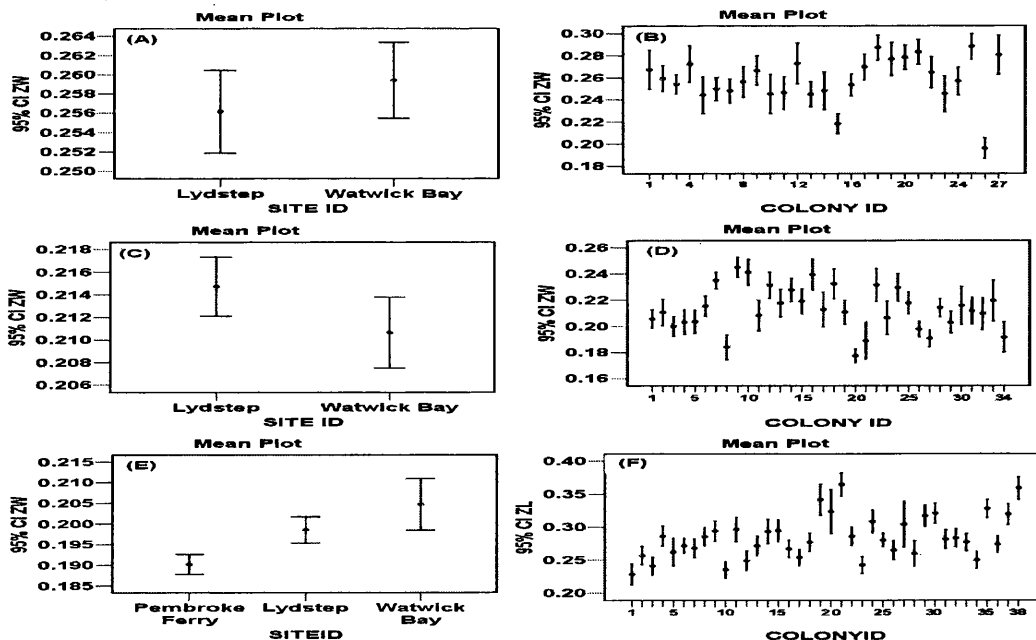 Mean Plot
(A)
95% CI ZW
0.264
0.262
0.260
0.258
0.256
0.254
0.252
0.250
Lydstep
Watwick Bay
SITE ID
Mean Plot
(B)
95% CI ZW
0.30
0.28
0.26
0.24
0.22
0.20
0.18
1 4 8 12 16 20 24 27
COLONY ID
Mean Plot
(C)
95% CI ZW
0.218
0.216
0.214
0.212
0.210
0.208
0.206
Lydstep
Watwick Bay
SITE ID
Mean Plot
(D)
95% CI ZW
0.26
0.24
0.22
0.20
0.18
0.16
1 5 10 15 20 25 30 34
COLONY ID
Mean Plot
(E)
95% CI ZW
0.215
0.210
0.205
0.200
0.195
0.190
0.185
Pembroke
Ferry
Lydstep
Watwick
Bay
SITEID
Mean Plot
(F)
95% CI ZL
0.40
0.35
0.30
0.25
0.20
1 5 10 15 20 25 30 35 38
COLONYID